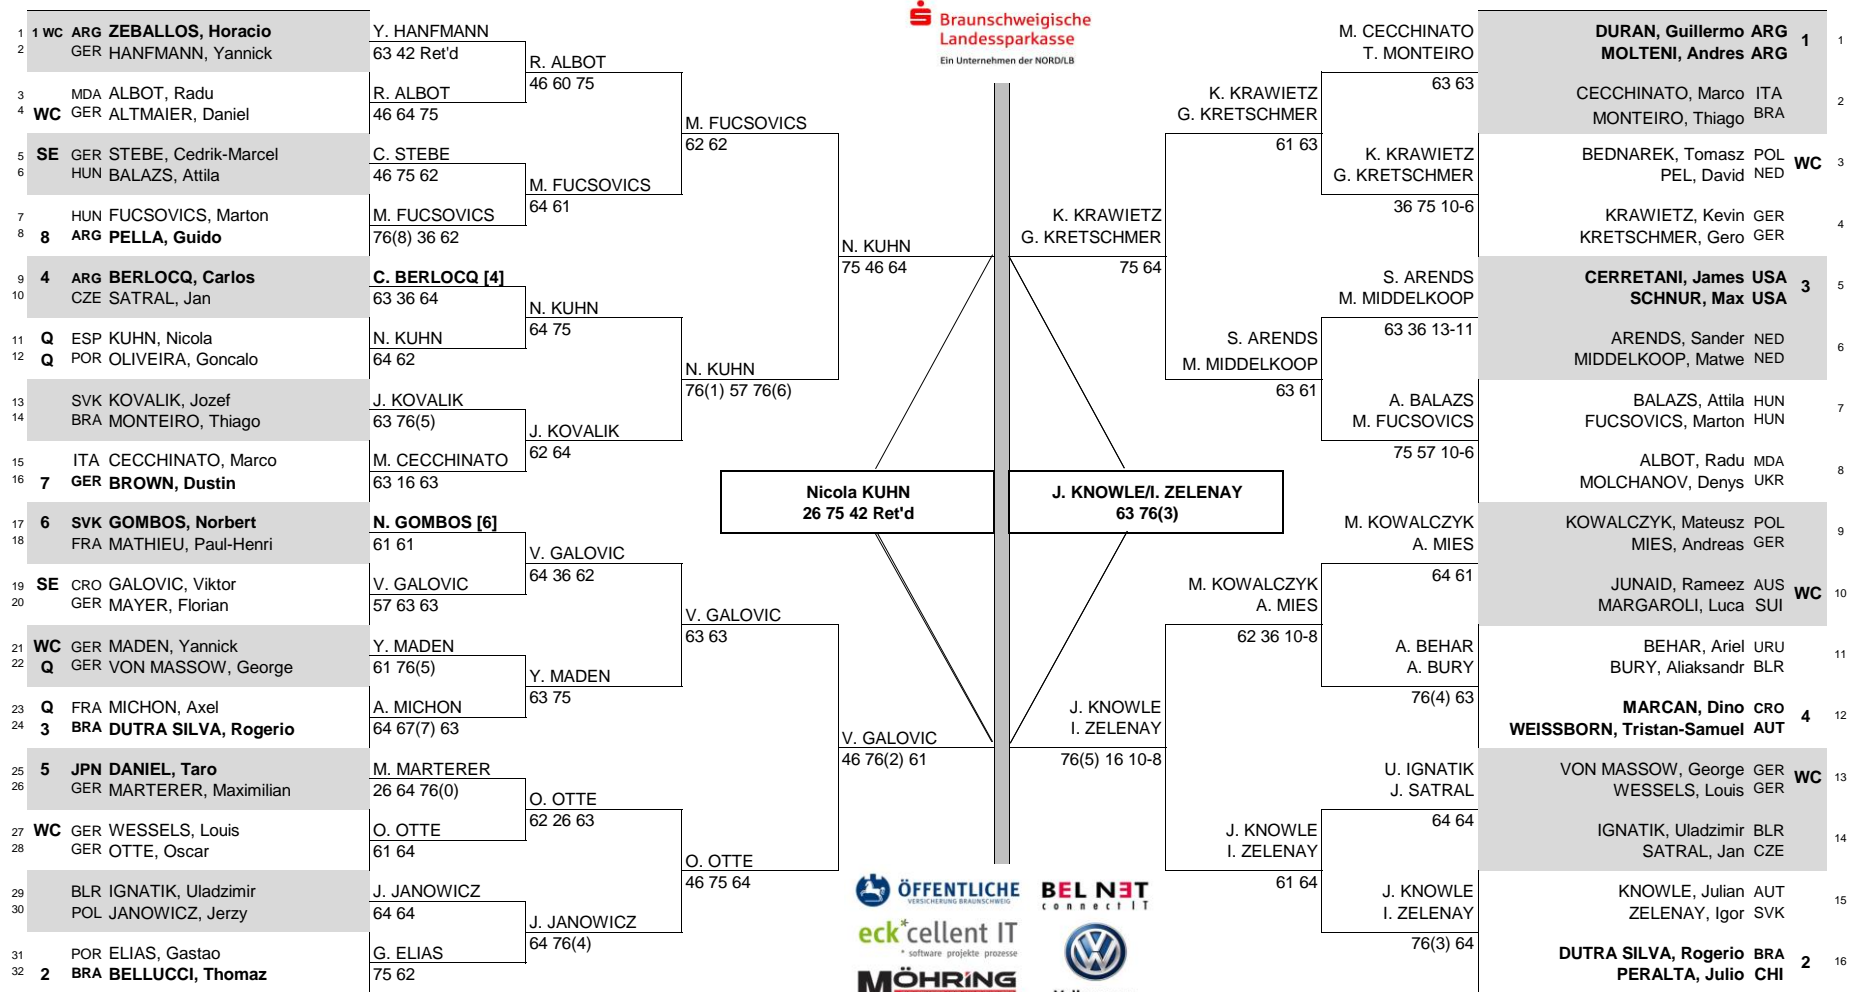 Braunschweigische
Landessparkasse
Ein Unternehmen der NORD/LB
1 1 WC ARG ZEBALLOS, Horacio
2 GER HANFMANN, Yannick
3 MDA ALBOT, Radu
4 WC GER ALTMAIER, Daniel
5 SE GER STEBE, Cedrik-Marcel
6 HUN BALAZS, Attila
7 HUN FUCSOVICS, Marton
8 8 ARG PELLA, Guido
9 4 ARG BERLOCQ, Carlos
10 CZE SATRAL, Jan
11 Q ESP KUHN, Nicola
12 Q POR OLIVEIRA, Goncalo
13 SVK KOVALIK, Jozef
14 BRA MONTEIRO, Thiago
15 ITA CECCHINATO, Marco
16 7 GER BROWN, Dustin
17 6 SVK GOMBOS, Norbert
18 FRA MATHIEU, Paul-Henri
19 SE CRO GALOVIC, Viktor
20 GER MAYER, Florian
21 WC GER MADEN, Yannick
22 Q GER VON MASSOW, George
23 Q FRA MICHON, Axel
24 3 BRA DUTRA SILVA, Rogerio
25 5 JPN DANIEL, Taro
26 GER MARTERER, Maximilian
27 WC GER WESSELS, Louis
28 GER OTTE, Oscar
29 BLR IGNATIK, Uladzimir
30 POL JANOWICZ, Jerzy
31 POR ELIAS, Gastao
32 2 BRA BELLUCCI, Thomaz
Y. HANFMANN
63 42 Ret'd
R. ALBOT
46 64 75
C. STEBE
46 75 62
M. FUCSOVICS
76(8) 36 62
C. BERLOCQ [4]
63 36 64
N. KUHN
64 62
J. KOVALIK
63 76(5)
M. CECCHINATO
63 16 63
N. GOMBOS [6]
61 61
V. GALOVIC
57 63 63
Y. MADEN
61 76(5)
A. MICHON
64 67(7) 63
M. MARTERER
26 64 76(0)
O. OTTE
61 64
J. JANOWICZ
64 64
G. ELIAS
75 62
R. ALBOT
46 60 75
M. FUCSOVICS
64 61
N. KUHN
64 75
J. KOVALIK
62 64
V. GALOVIC
64 36 62
Y. MADEN
63 75
O. OTTE
62 26 63
J. JANOWICZ
64 76(4)
M. FUCSOVICS
62 62
N. KUHN
76(1) 57 76(6)
V. GALOVIC
63 63
O. OTTE
46 75 64
N. KUHN
75 46 64
V. GALOVIC
46 76(2) 61
Nicola KUHN
26 75 42 Ret'd
J. KNOWLE/I. ZELENAY
63 76(3)
K. KRAWIETZ
G. KRETSCHMER
75 64
J. KNOWLE
I. ZELENAY
76(5) 16 10-8
K. KRAWIETZ
G. KRETSCHMER
61 63
S. ARENDS
M. MIDDELKOOP
63 61
M. KOWALCZYK
A. MIES
62 36 10-8
J. KNOWLE
I. ZELENAY
61 64
M. CECCHINATO
T. MONTEIRO
63 63
K. KRAWIETZ
G. KRETSCHMER
36 75 10-6
S. ARENDS
M. MIDDELKOOP
63 36 13-11
A. BALAZS
M. FUCSOVICS
75 57 10-6
M. KOWALCZYK
A. MIES
64 61
A. BEHAR
A. BURY
76(4) 63
U. IGNATIK
J. SATRAL
64 64
J. KNOWLE
I. ZELENAY
76(3) 64
DURAN, Guillermo ARG 1 1
MOLTENI, Andres ARG
CECCHINATO, Marco ITA 2
MONTEIRO, Thiago BRA
BEDNAREK, Tomasz POL WC 3
PEL, David NED
KRAWIETZ, Kevin GER 4
KRETSCHMER, Gero GER
CERRETANI, James USA 3 5
SCHNUR, Max USA
ARENDS, Sander NED 6
MIDDELKOOP, Matwe NED
BALAZS, Attila HUN 7
FUCSOVICS, Marton HUN
ALBOT, Radu MDA 8
MOLCHANOV, Denys UKR
KOWALCZYK, Mateusz POL 9
MIES, Andreas GER
JUNAID, Rameez AUS WC 10
MARGAROLI, Luca SUI
BEHAR, Ariel URU 11
BURY, Aliaksandr BLR
MARCAN, Dino CRO 4 12
WEISSBORN, Tristan-Samuel AUT
VON MASSOW, George GER WC 13
WESSELS, Louis GER
IGNATIK, Uladzimir BLR 14
SATRAL, Jan CZE
KNOWLE, Julian AUT 15
ZELENAY, Igor SVK
DUTRA SILVA, Rogerio BRA 2 16
PERALTA, Julio CHI
ÖFFENTLICHE
VERSICHERUNG BRAUNSCHWEIG
BEL NET
connect IT
eck*cellent IT
* software projekte prozesse
MÖHRING